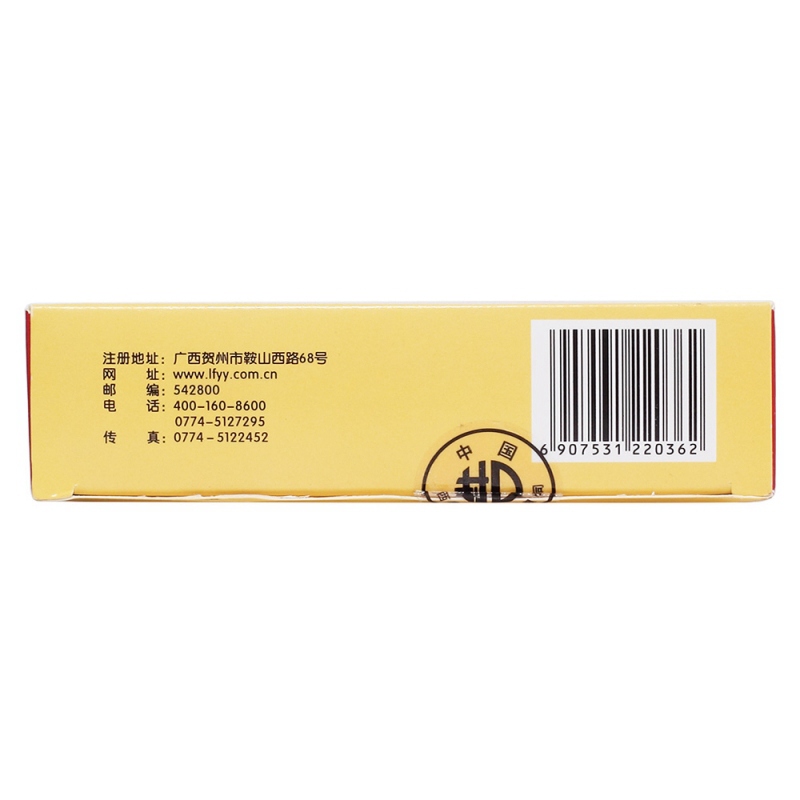 注册地址：广西贺州市鞍山西路68号
网　　址：www.lfyy.com.cn
邮　　编：542800
电　　话：400-160-8600
0774-5127295
传　　真：0774-5122452
6 907531 220362
中国